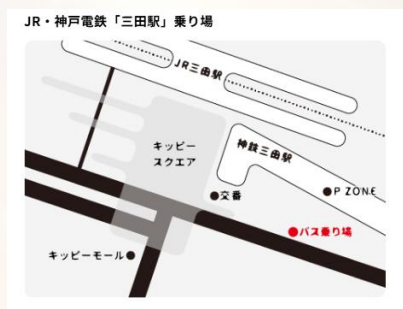 JR・神戸電鉄「三田駅」乗り場
JR三田駅
キッピー
スクエア
神鉄三田駅
●交番
●P ZONE
●バス乗り場
キッピーモール●